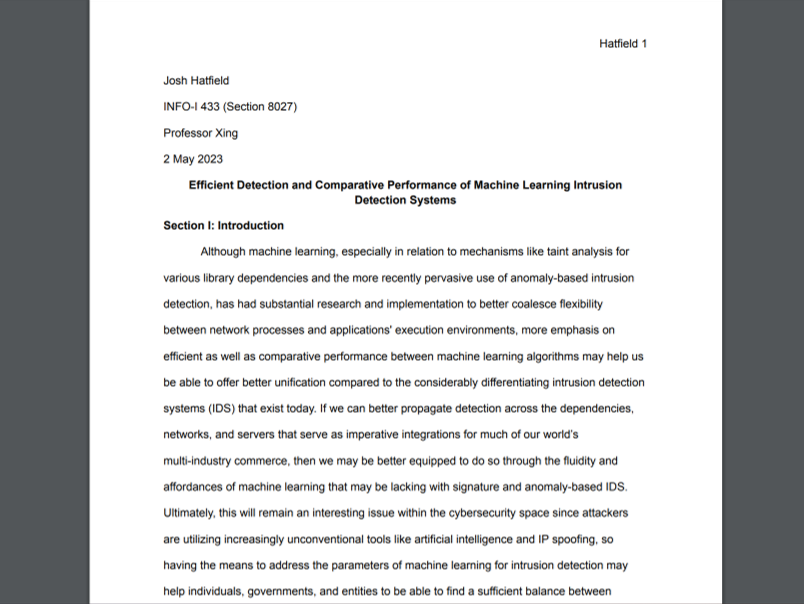 Hatfield 1
Josh Hatfield
INFO-I 433 (Section 8027)
Professor Xing
2 May 2023
Efficient Detection and Comparative Performance of Machine Learning Intrusion
Detection Systems
Section I: Introduction
Although machine learning, especially in relation to mechanisms like taint analysis for
various library dependencies and the more recently pervasive use of anomaly-based intrusion
detection, has had substantial research and implementation to better coalesce flexibility
between network processes and applications' execution environments, more emphasis on
efficient as well as comparative performance between machine learning algorithms may help us
be able to offer better unification compared to the considerably differentiating intrusion detection
systems (IDS) that exist today. If we can better propagate detection across the dependencies,
networks, and servers that serve as imperative integrations for much of our world's
multi-industry commerce, then we may be better equipped to do so through the fluidity and
affordances of machine learning that may be lacking with signature and anomaly-based IDS.
Ultimately, this will remain an interesting issue within the cybersecurity space since attackers
are utilizing increasingly unconventional tools like artificial intelligence and IP spoofing, so
having the means to address the parameters of machine learning for intrusion detection may
help individuals, governments, and entities to be able to find a sufficient balance between